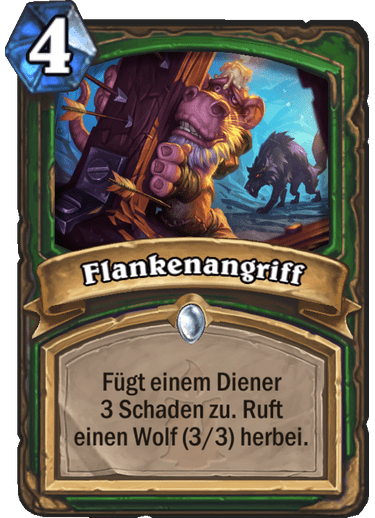 4
Flankenangriff
Fügt einem Diener
3 Schaden zu. Ruft
einen Wolf (3/3) herbei.